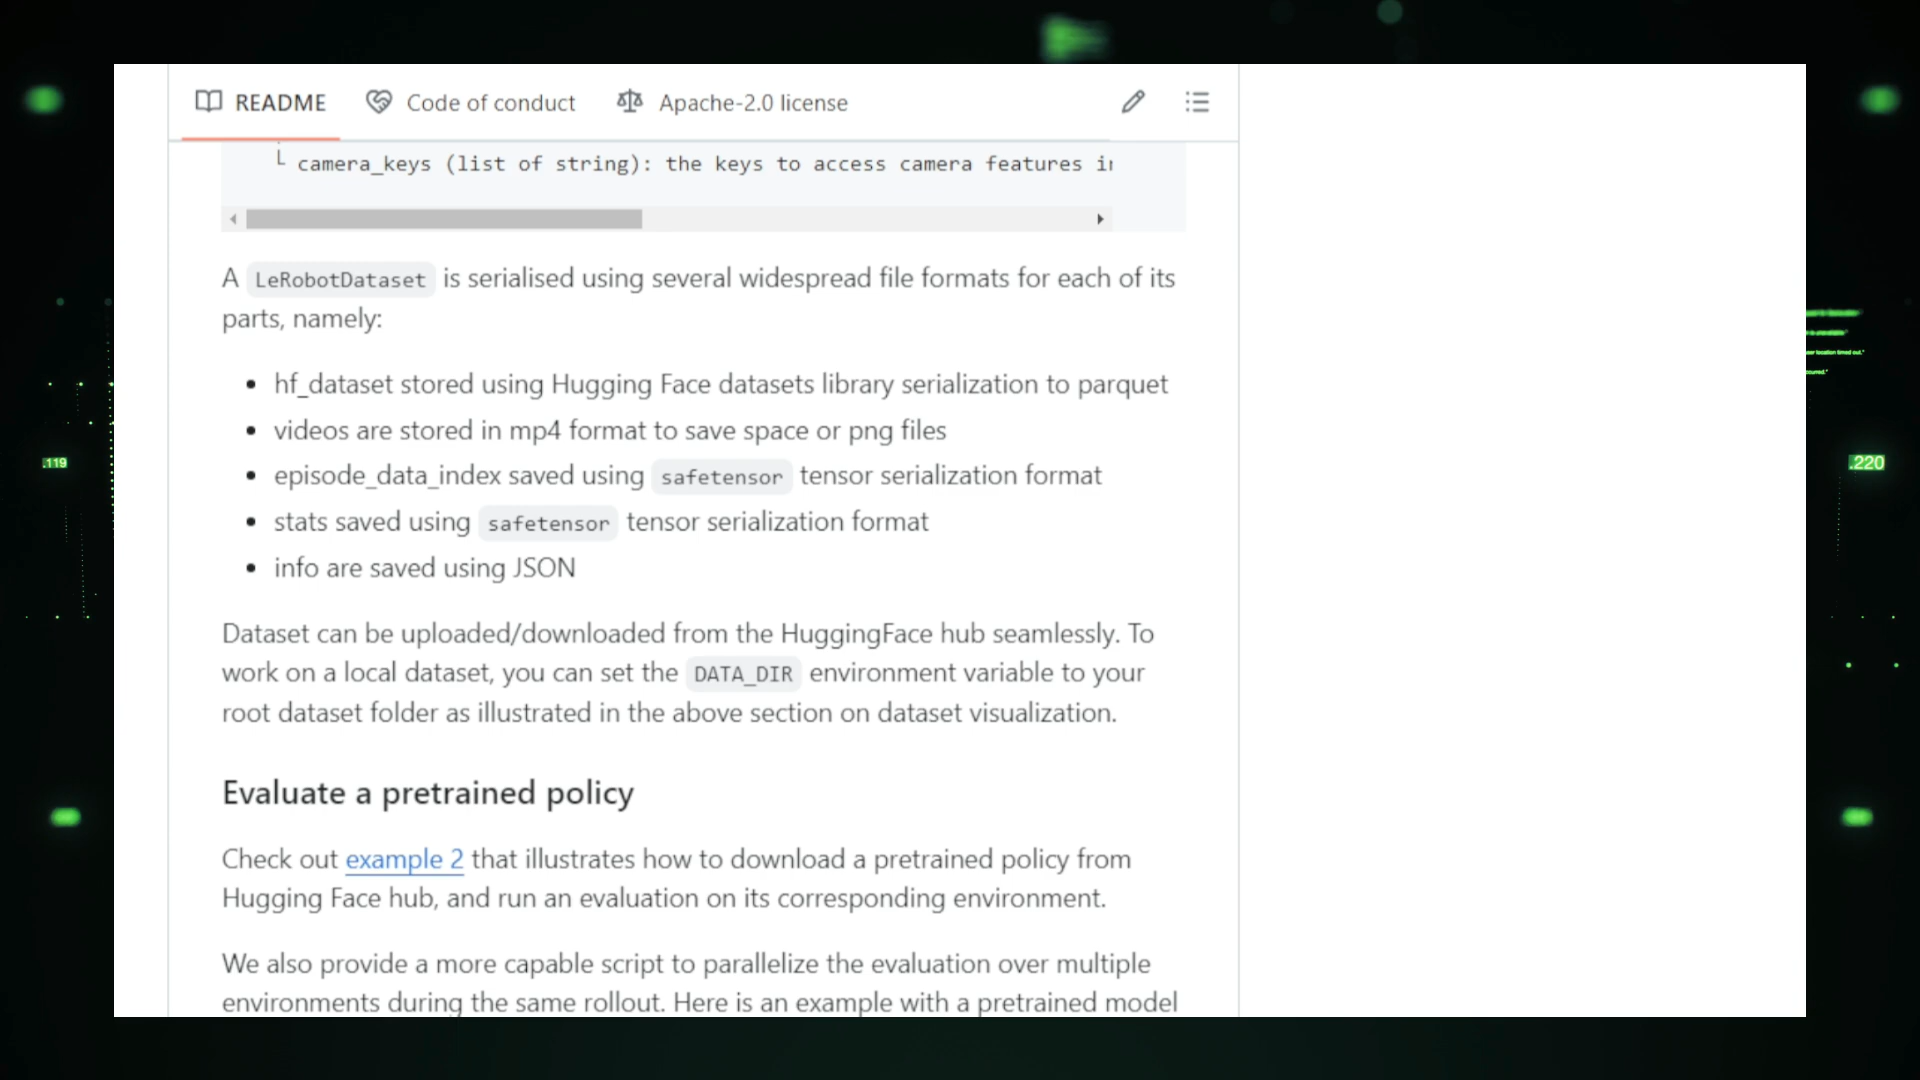 README Code of conduct Apache-2.0 license
└ camera_keys (list of string): the keys to access camera features
A LeRobotDataset is serialised using several widespread file formats for each of its
parts, namely:
• hf_dataset stored using Hugging Face datasets library serialization to parquet
• videos are stored in mp4 format to save space or png files
• episode_data_index saved using safetensor tensor serialization format
• stats saved using safetensor tensor serialization format
• info are saved using JSON
Dataset can be uploaded/downloaded from the HuggingFace hub seamlessly. To
work on a local dataset, you can set the DATA_DIR environment variable to your
root dataset folder as illustrated in the above section on dataset visualization.
Evaluate a pretrained policy
Check out example 2 that illustrates how to download a pretrained policy from
Hugging Face hub, and run an evaluation on its corresponding environment.
We also provide a more capable script to parallelize the evaluation over multiple
environments during the same rollout. Here is an example with a pretrained model
.119
.220